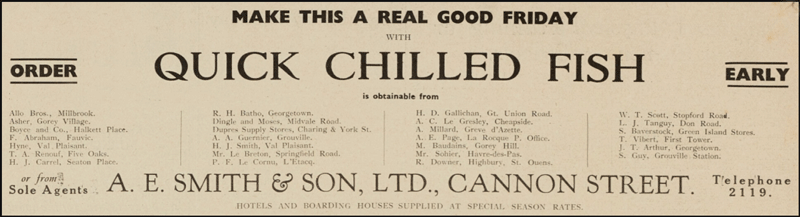 MAKE THIS A REAL GOOD FRIDAY
WITH
ORDER
QUICK CHILLED FISH
EARLY
is obtainable from
Allo Bros., Millbrook.
Asher, Gorey Village.
Boyce and Co., Halkett Place.
F. Abraham, Fauvic.
Hyne, Val Plaisant.
T. A. Renouf, Five Oaks.
H. J. Carrel, Seaton Place.
R. H. Batho, Georgetown.
Dingle and Moses, Midvale Road.
Dupres Supply Stores, Charing & York St.
A. A. Guernier, Grouville.
H. J. Smith, Val Plaisant.
Mr. Le Breton, Springfield Road.
P. F. Le Cornu, L'Etacq.
H. D. Gallichan, Gt. Union Road.
A. C. Le Gresley, Cheapside.
A. Millard, Greve d'Azette.
A. E. Page, La Rocque P. Office.
M. Baudains, Gorey Hill.
Mr. Sohier, Havre-des-Pas.
R. Downer, Highbury, St. Ouens.
W. T. Scott, Stopford Road.
L. J. Tanguy, Don Road.
S. Baverstock, Green Island Stores.
T. Vibert, First Tower.
J. T. Arthur, Georgetown.
S. Guy, Grouville Station.
or from
Sole Agents
A. E. SMITH & SON, LTD., CANNON STREET.
Telephone
2119.
HOTELS AND BOARDING HOUSES SUPPLIED AT SPECIAL SEASON RATES.